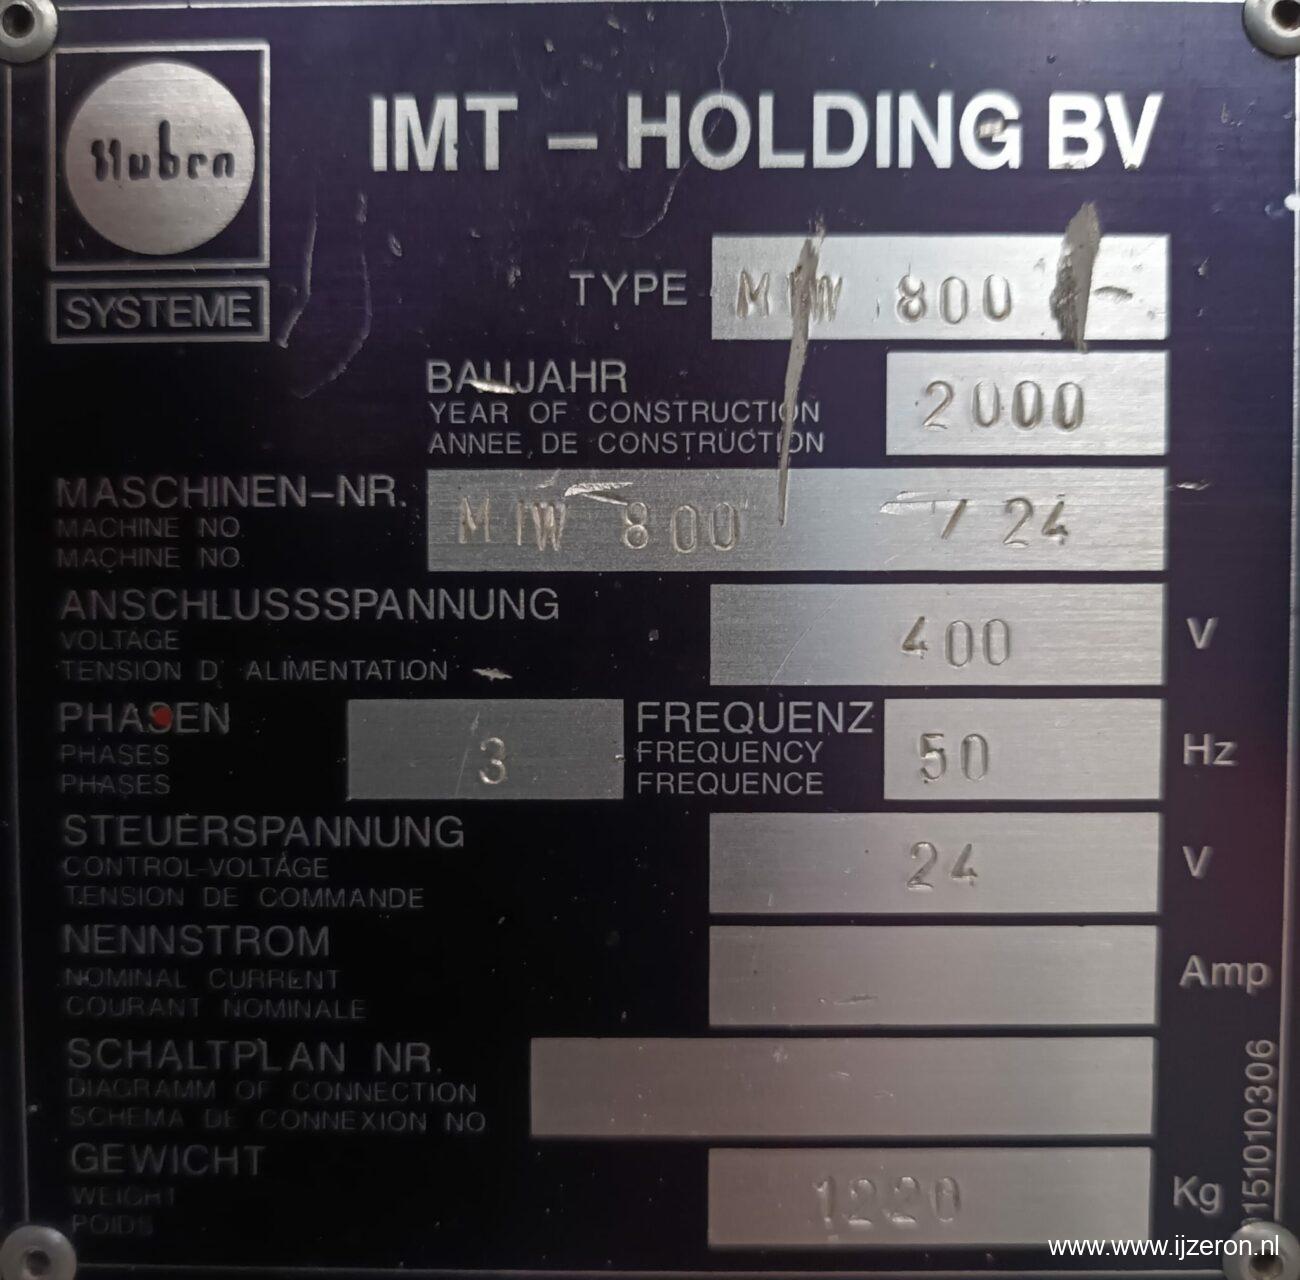 Huben
SYSTEME
IMT – HOLDING BV
TYPE MIW 800
BAUJAHR 2000
YEAR OF CONSTRUCTION
ANNEE DE CONSTRUCTION
MASCHINEN-NR. MIW 800 / 24
MACHINE NO.
MACHINE NO.
ANSCHLUSSSPANNUNG 400 V
VOLTAGE
TENSION D' ALIMENTATION
PHASEN 3 FREQUENZ 50 Hz
PHASES FREQUENCY
PHASES FREQUENCE
STEUERSPANNUNG 24 V
CONTROL-VOLTAGE
TENSION DE COMMANDE
NENNSTROM Amp
NOMINAL CURRENT
COURANT NOMINALE
SCHALTPLAN NR.
DIAGRAMM OF CONNECTION
SCHEMA DE CONNEXION NO
GEWICHT 1220 Kg
WEIGHT
POIDS
www.www.ijzeron.nl